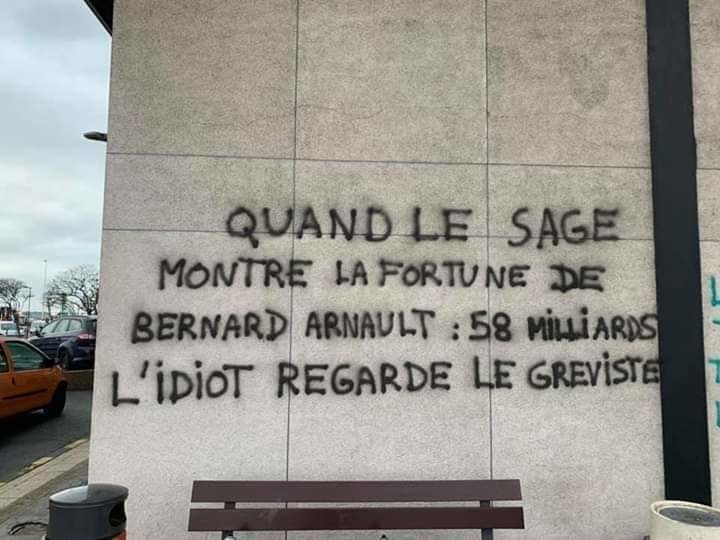 QUAND LE SAGE
MONTRE LA FORTUNE DE
BERNARD ARNAULT : 58 MILLIARDS
L'IDIOT REGARDE LE GREVISTE